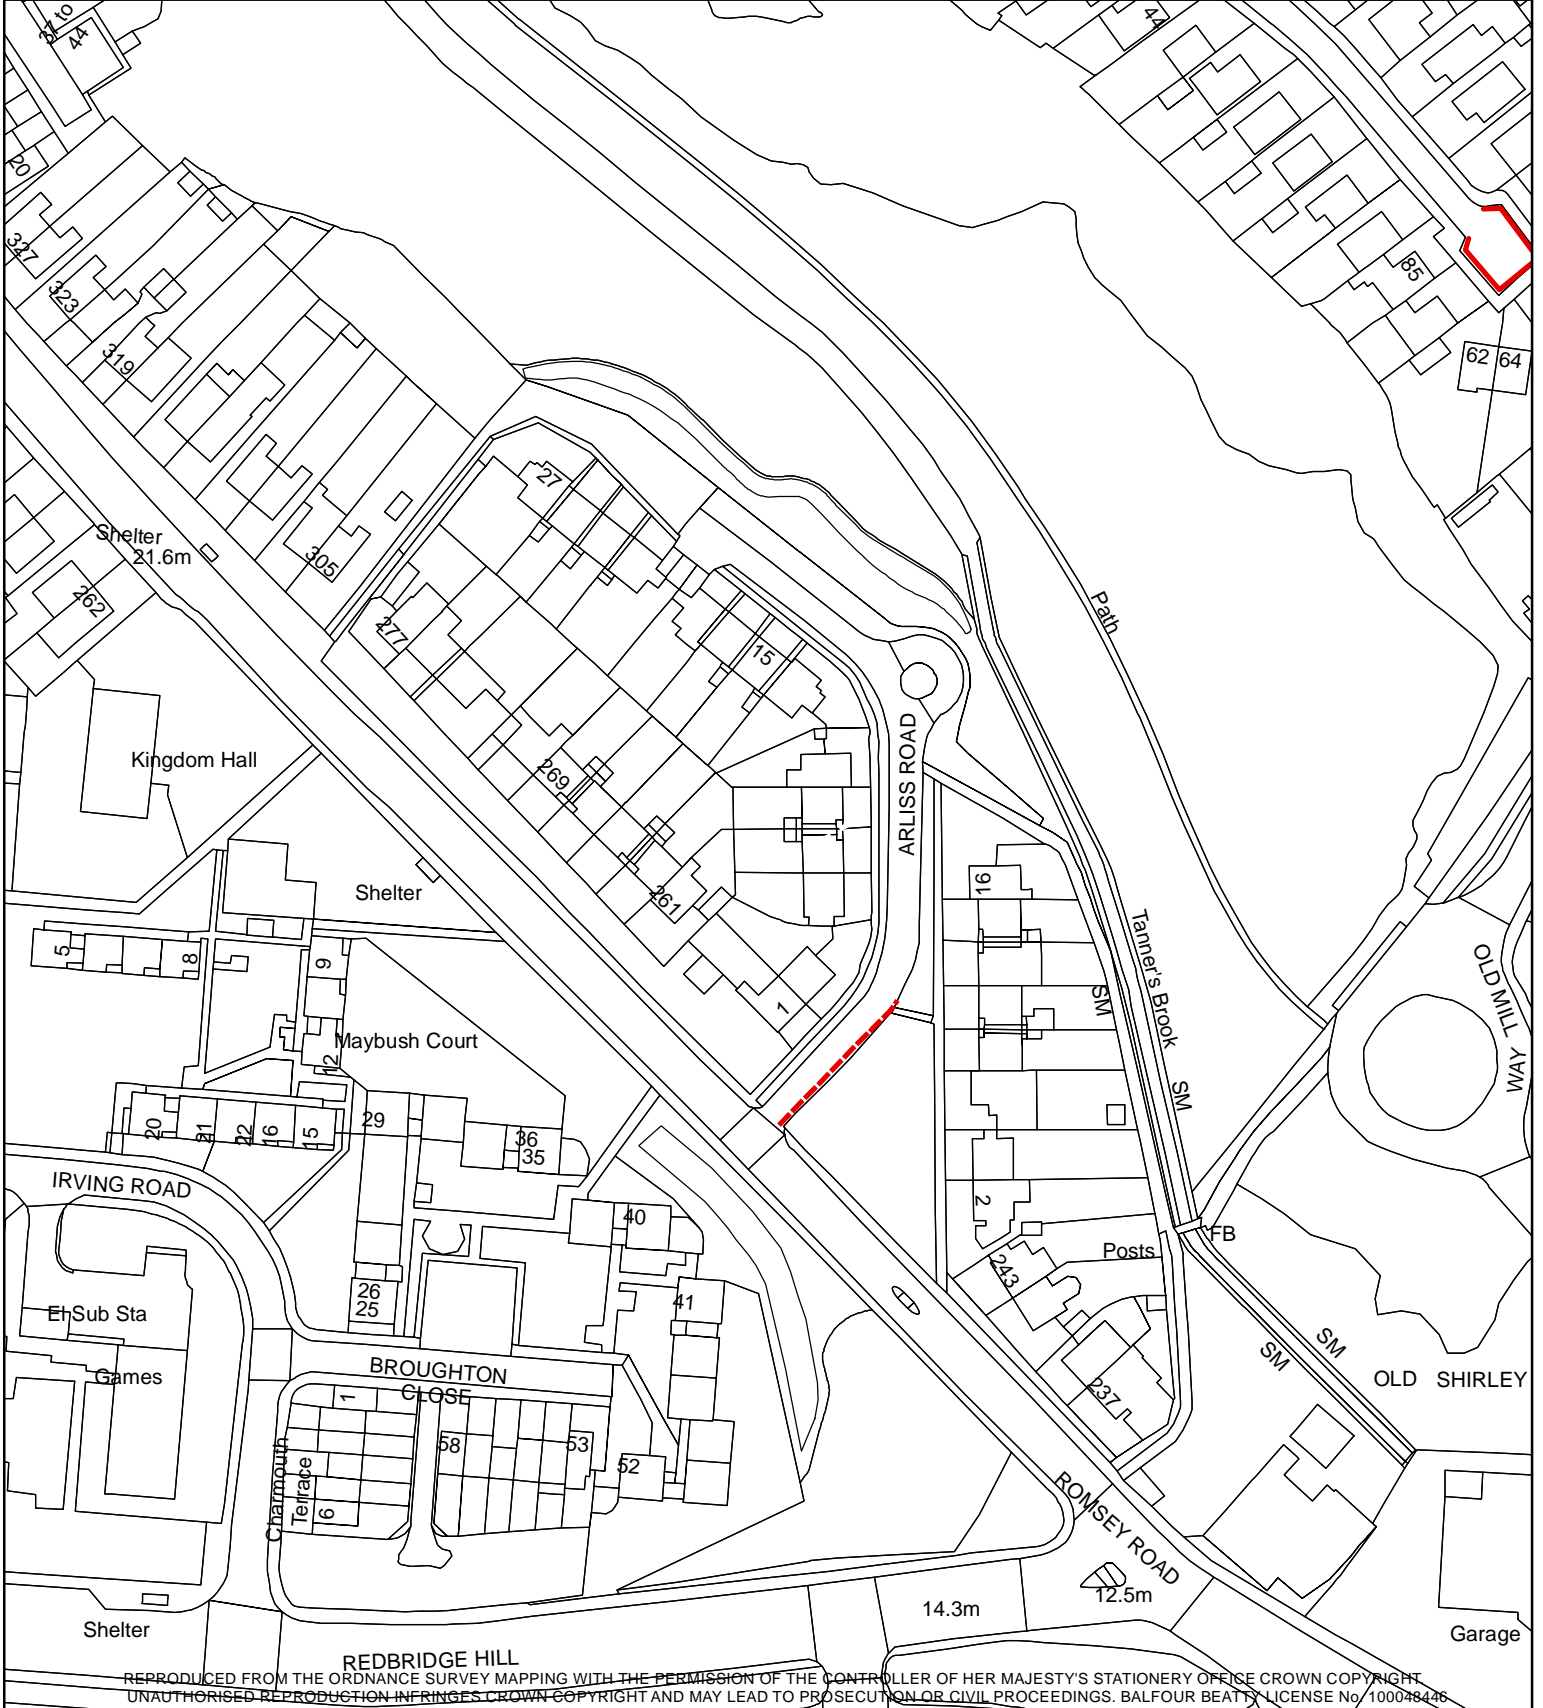 37 to
44
44
20
327
323
319
85
62 64
27
Shelter
21.6m
305
262
277
15
Path
Kingdom Hall
269
ARLISS ROAD
261
Shelter
16
5
8
9
Tanner's Brook
SM
OLD MILL WAY
1
Maybush Court
12
SM
20
21
22
16
15
29
36
35
IRVING ROAD
2
40
FB
Posts
243
26
25
41
El Sub Sta
SM
SM
Games
BROUGHTON
CLOSE
OLD SHIRLEY
1
237
58
53
52
Charmouth
Terrace
6
ROMSEY ROAD
12.5m
14.3m
Shelter
Garage
REDBRIDGE HILL
REPRODUCED FROM THE ORDNANCE SURVEY MAPPING WITH THE PERMISSION OF THE CONTROLLER OF HER MAJESTY'S STATIONERY OFFICE CROWN COPYRIGHT
UNAUTHORISED REPRODUCTION INFRINGES CROWN COPYRIGHT AND MAY LEAD TO PROSECUTION OR CIVIL PROCEEDINGS. BALFOUR BEATTY LICENSE No. 100048446